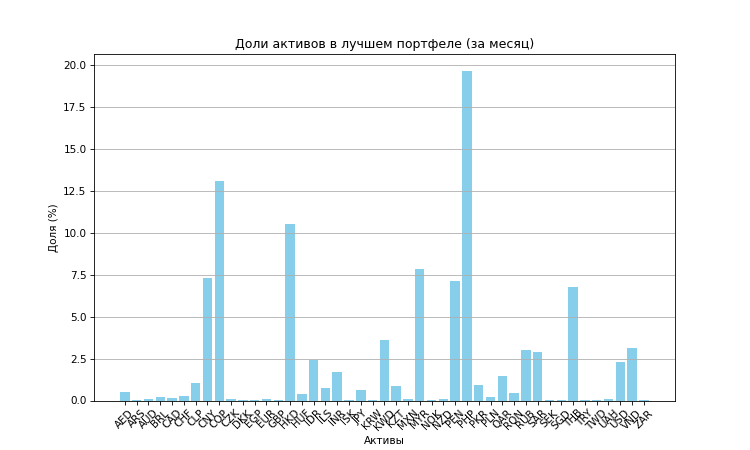 Доли активов в лучшем портфеле (за месяц)
Доля (%)
20.0
17.5
15.0
12.5
10.0
7.5
5.0
2.5
0.0
AED
ARS
AUD
BRL
CAD
CHF
CLP
CNY
COP
CZK
DKK
EGP
EUR
GBP
HKD
HUF
IDR
ILS
INR
ISK
JPY
KRW
KWD
KZT
MXN
MYR
NOK
NZD
PEN
PHP
PKR
PLN
QAR
RON
RUB
SAR
SEK
SGD
THB
TRY
TWD
UAH
USD
VND
ZAR
Активы